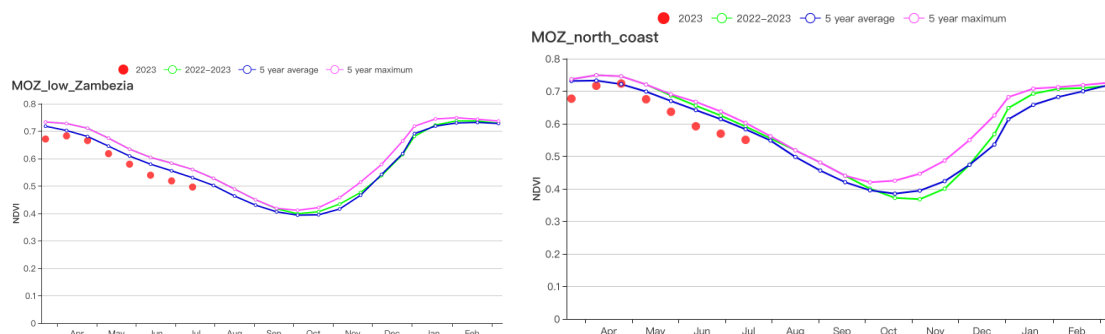 2023 2022-2023 5 year average 5 year maximum
MOZ_low_Zambezia
0.8
0.7
0.6
0.5
0.4
0.3
0.2
0.1
0
NDVI
Apr May Jun Jul Aug Sep Oct Nov Dec Jan Feb
2023 2022-2023 5 year average 5 year maximum
MOZ_north_coast
0.8
0.7
0.6
0.5
0.4
0.3
0.2
0.1
0
NDVI
Apr May Jun Jul Aug Sep Oct Nov Dec Jan Feb